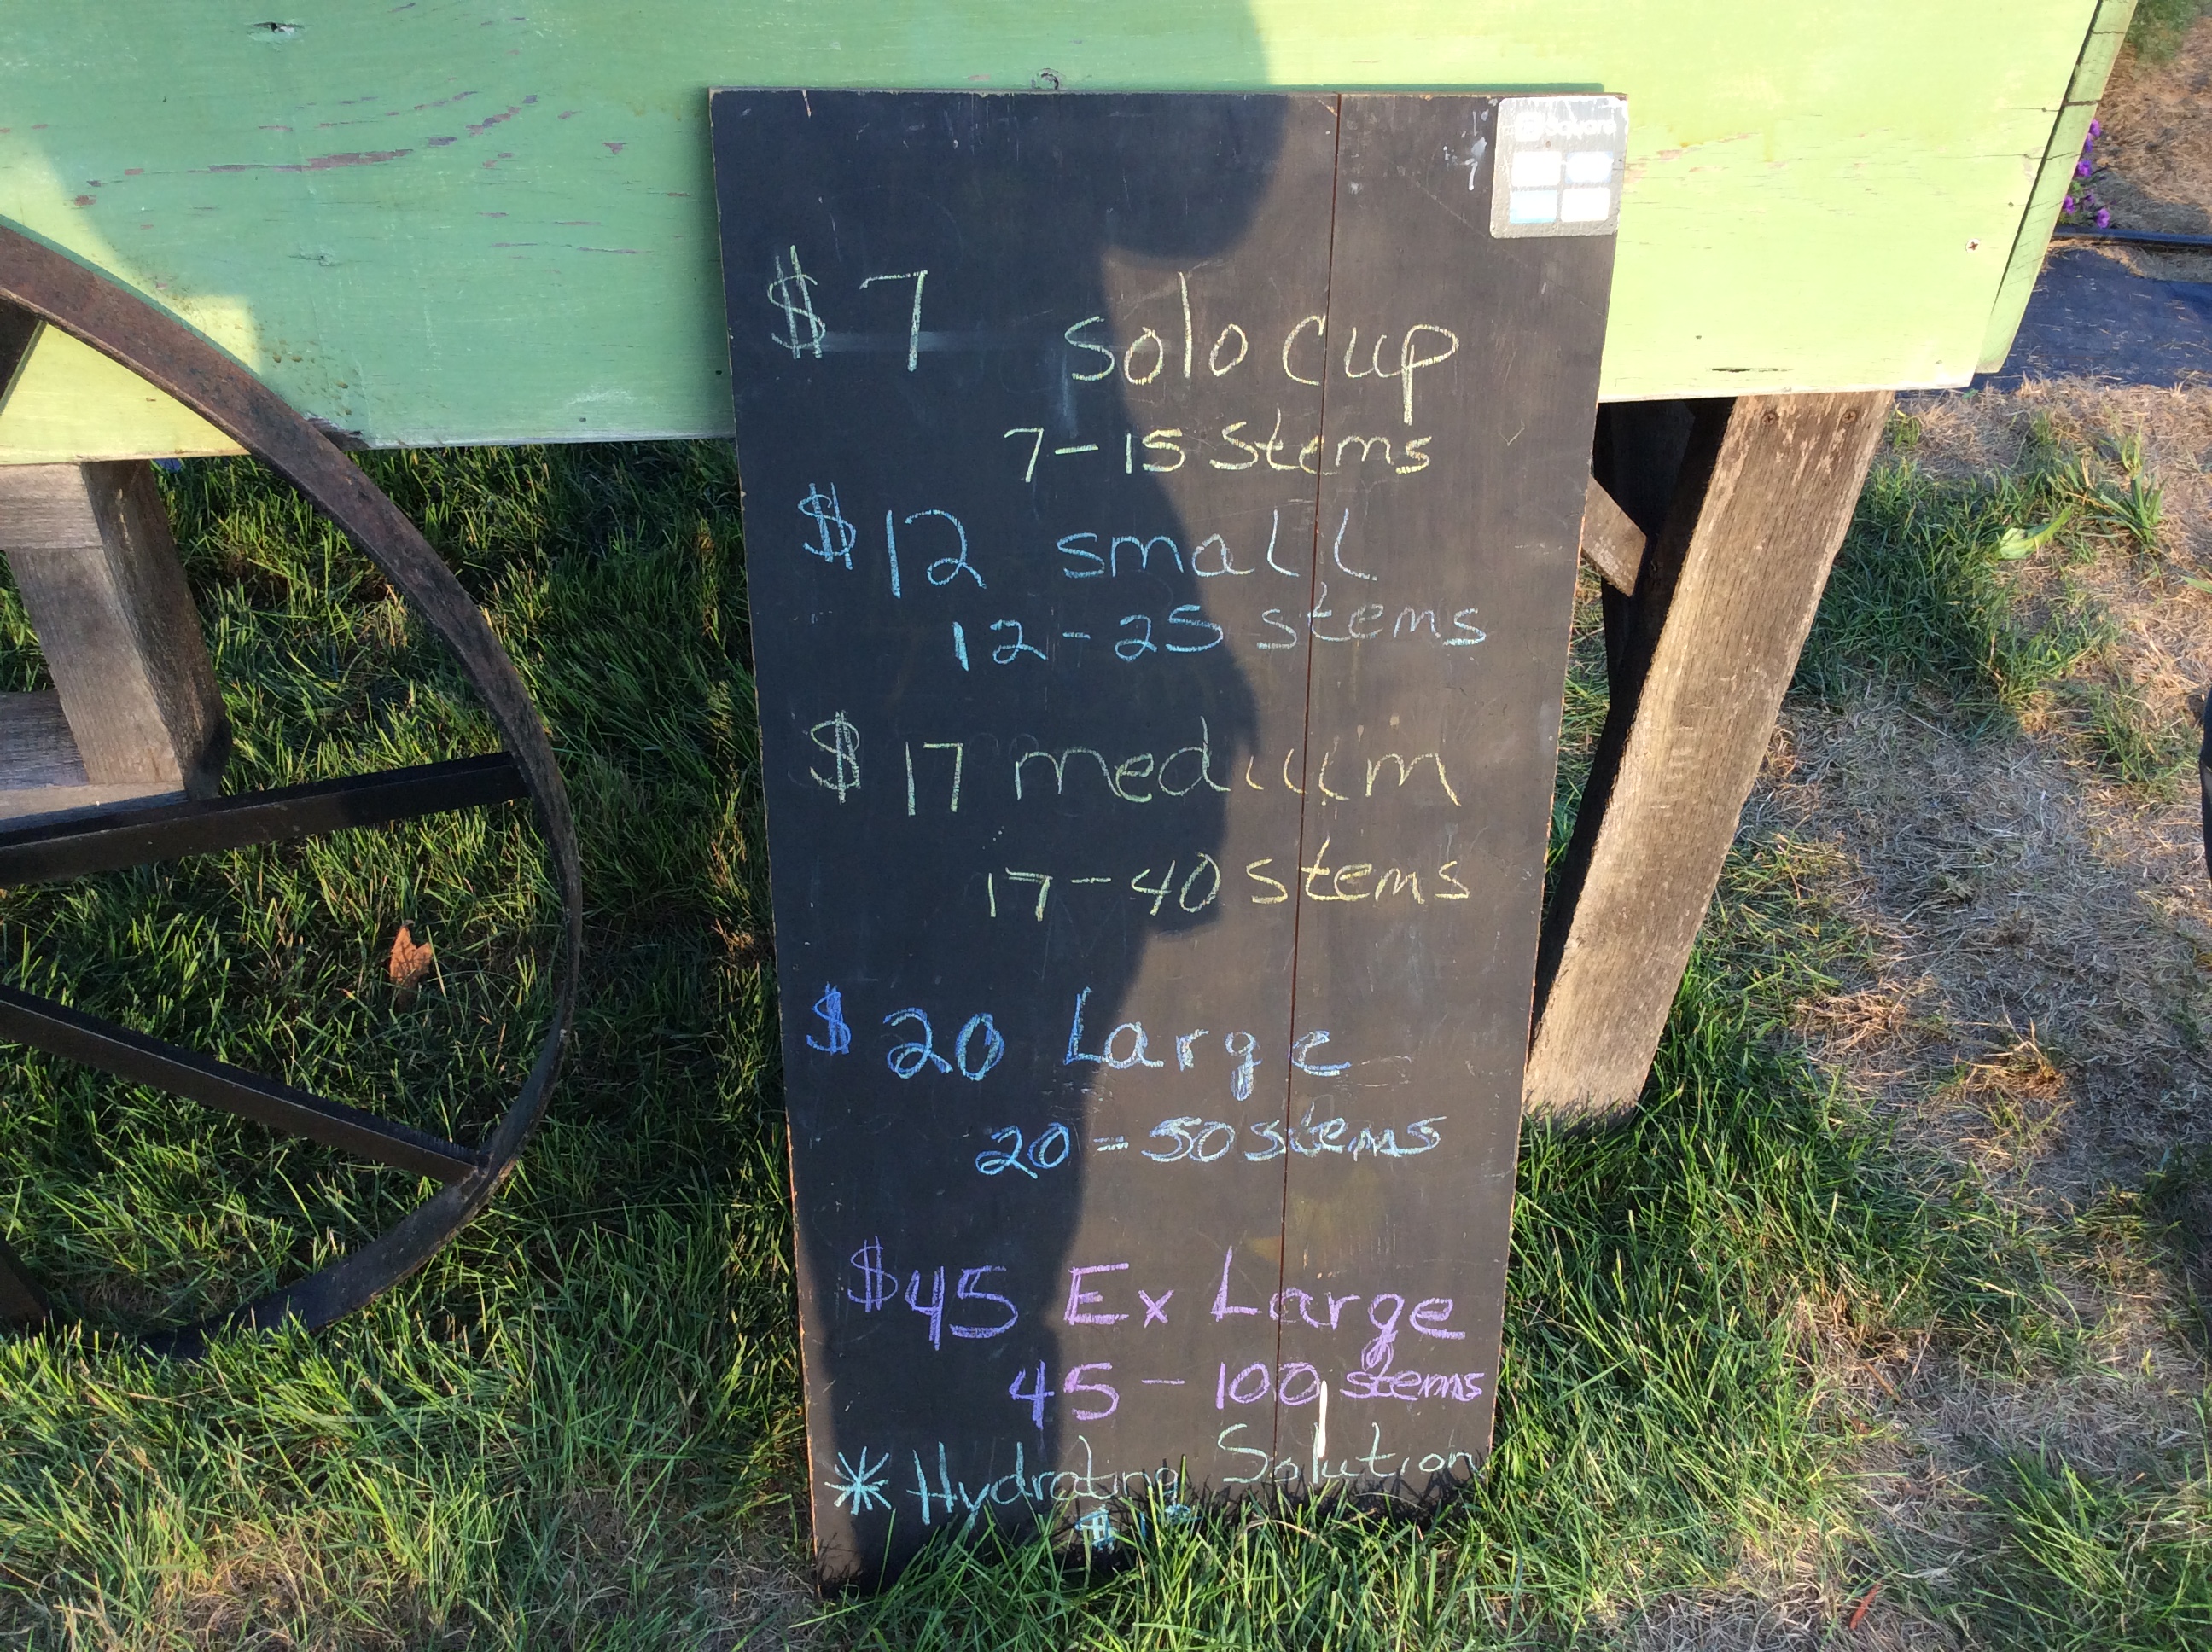 Square
$7 Solo Cup
7-15 Stems
$12 small
12-25 stems
$17 medium
17-40 stems
$20 Large
20-50 stems
$45 Ex Large
45-100 stems
* Hydrating Solution